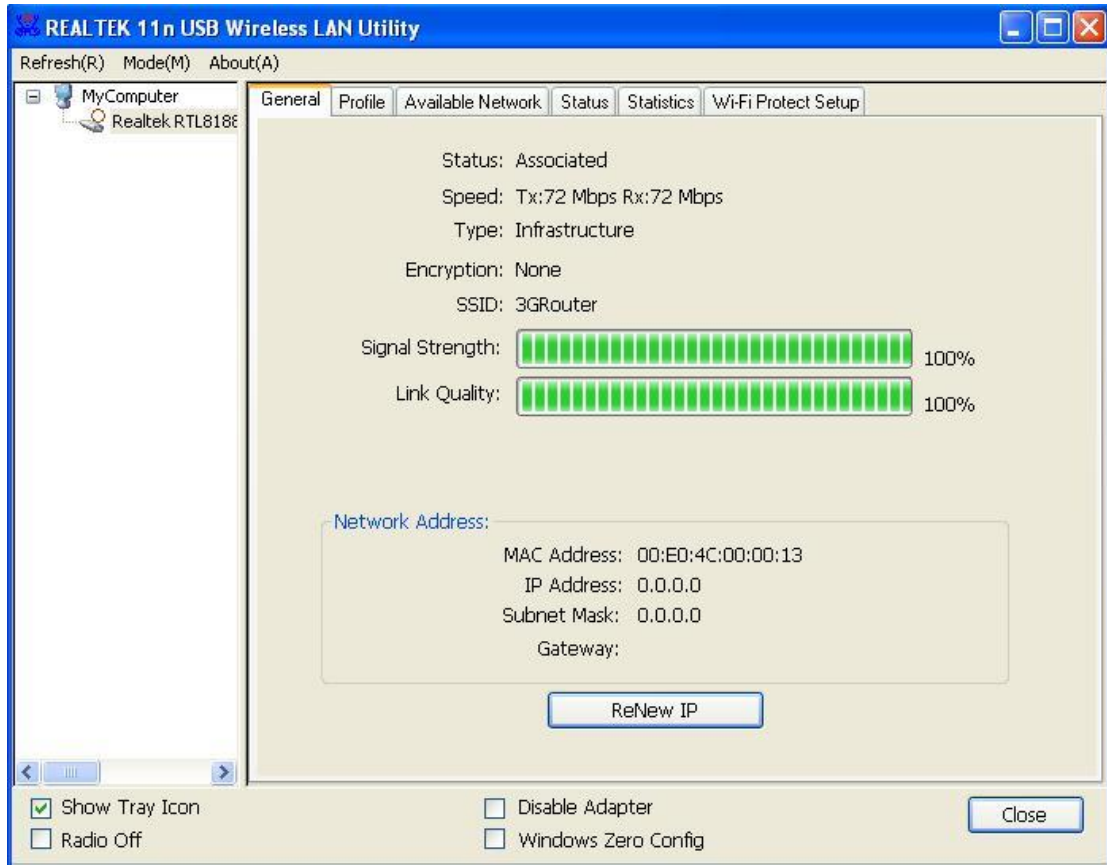 REALTEK 11n USB Wireless LAN Utility
Refresh(R) Mode(M) About(A)
MyComputer
Realtek RTL8188
General Profile Available Network Status Statistics Wi-Fi Protect Setup
Status: Associated
Speed: Tx:72 Mbps Rx:72 Mbps
Type: Infrastructure
Encryption: None
SSID: 3GRouter
Signal Strength: 100%
Link Quality: 100%
Network Address:
MAC Address: 00:E0:4C:00:00:13
IP Address: 0.0.0.0
Subnet Mask: 0.0.0.0
Gateway:
ReNew IP
Show Tray Icon Disable Adapter Close
Radio Off Windows Zero Config